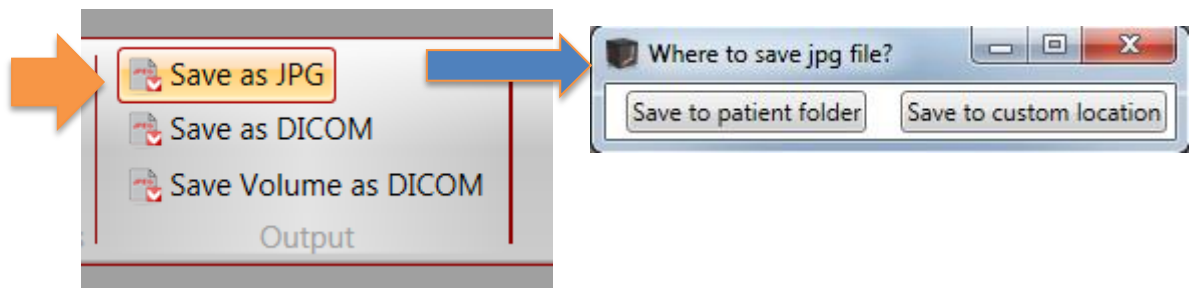 Save as JPG
Save as DICOM
Save Volume as DICOM
Output
Where to save jpg file?
Save to patient folder
Save to custom location